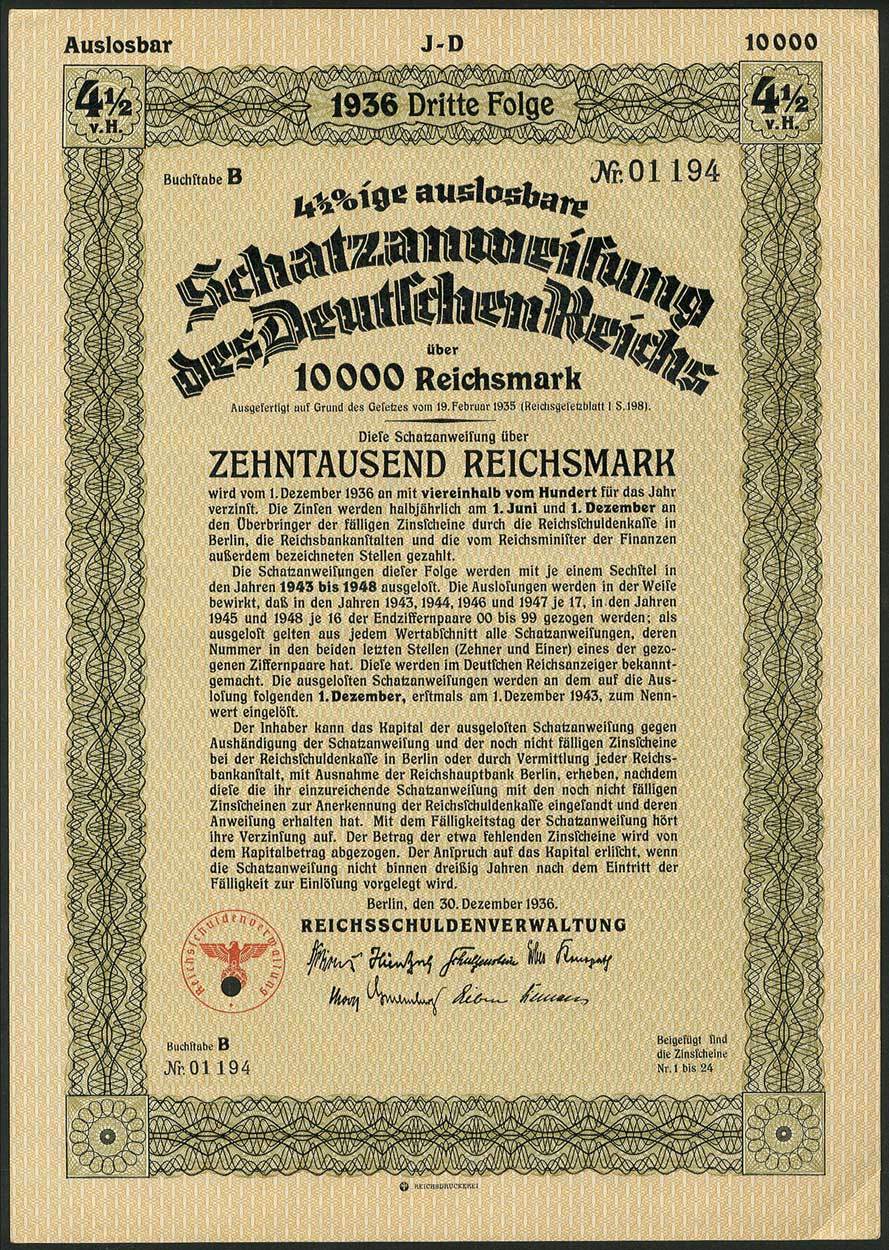 Auslosbar J-D 10000
4½ v.H. 1936 Dritte Folge 4½ v.H.
Buchſtabe B Nr. 01194
4½%ige auslosbare
Schatzanweiſung
des Deutſchen Reichs
über
10000 Reichsmark
Ausgefertigt auf Grund des Geſetzes vom 19. Februar 1935 (Reichsgeſetzblatt I S. 198).
Dieſe Schatzanweiſung über
ZEHNTAUSEND REICHSMARK
wird vom 1. Dezember 1936 an mit viereinhalb vom Hundert für das Jahr
verzinſt. Die Zinſen werden halbjährlich am 1. Juni und 1. Dezember an
den Überbringer der fälligen Zinsſcheine durch die Reichsſchuldenkaſſe in
Berlin, die Reichsbankanſtalten und die vom Reichsminiſter der Finanzen
außerdem bezeichneten Stellen gezahlt.
Die Schatzanweiſungen dieſer Folge werden mit je einem Sechſtel in
den Jahren 1943 bis 1948 ausgeloſt. Die Ausloſungen werden in der Weiſe
bewirkt, daß in den Jahren 1943, 1944, 1946 und 1947 je 17, in den Jahren
1945 und 1948 je 16 der Endziffernpaare 00 bis 99 gezogen werden; als
ausgeloſt gelten aus jedem Wertabſchnitt alle Schatzanweiſungen, deren
Nummer in den beiden letzten Stellen (Zehner und Einer) eines der gezo-
genen Ziffernpaare hat. Dieſe werden im Deutſchen Reichsanzeiger bekannt-
gemacht. Die ausgeloſten Schatzanweiſungen werden an dem auf die Aus-
loſung folgenden 1. Dezember, erſtmals am 1. Dezember 1943, zum Nenn-
wert eingelöſt.
Der Inhaber kann das Kapital der ausgeloſten Schatzanweiſung gegen
Aushändigung der Schatzanweiſung und der noch nicht fälligen Zinsſcheine
bei der Reichsſchuldenkaſſe in Berlin oder durch Vermittlung jeder Reichs-
bankanſtalt, mit Ausnahme der Reichshauptbank Berlin, erheben, nachdem
dieſe die ihr einzureichende Schatzanweiſung mit den noch nicht fälligen
Zinsſcheinen zur Anerkennung der Reichsſchuldenkaſſe eingeſandt und deren
Anweiſung erhalten hat. Mit dem Fälligkeitstag der Schatzanweiſung hört
ihre Verzinſung auf. Der Betrag der etwa fehlenden Zinsſcheine wird von
dem Kapitalbetrag abgezogen. Der Anſpruch auf das Kapital erliſcht, wenn
die Schatzanweiſung nicht binnen dreißig Jahren nach dem Eintritt der
Fälligkeit zur Einlöſung vorgelegt wird.
Berlin, den 30. Dezember 1936.
REICHSSCHULDENVERWALTUNG
Reichsſchuldenverwaltung
Buchſtabe B
Nr. 01194
Beigefügt ſind
die Zinsſcheine
Nr. 1 bis 24
REICHSDRUCKEREI